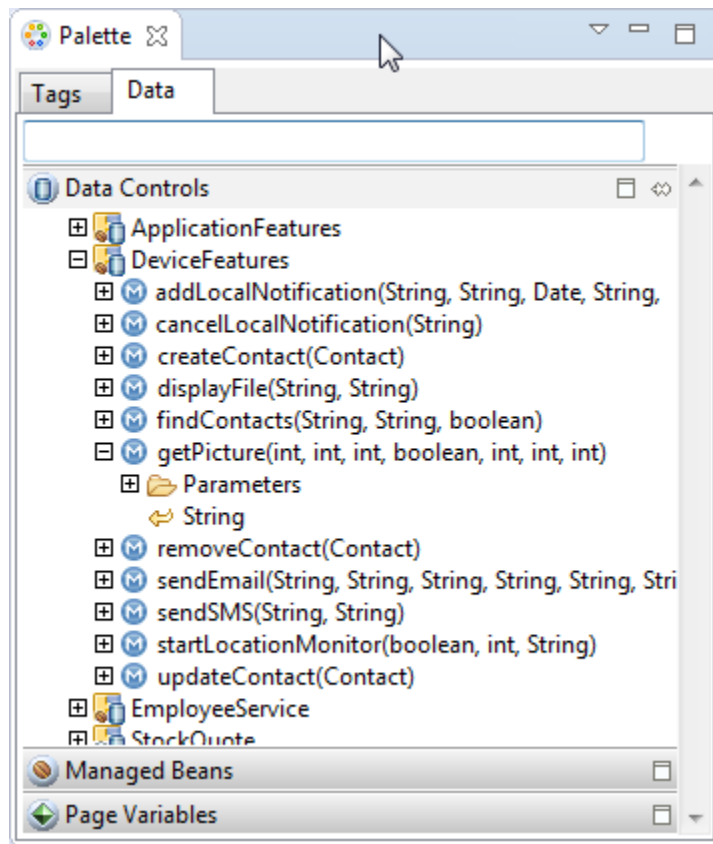 Palette
Tags Data
Data Controls
ApplicationFeatures
DeviceFeatures
addLocalNotification(String, String, Date, String,
cancelLocalNotification(String)
createContact(Contact)
displayFile(String, String)
findContacts(String, String, boolean)
getPicture(int, int, int, boolean, int, int, int)
Parameters
String
removeContact(Contact)
sendEmail(String, String, String, String, String, Stri
sendSMS(String, String)
startLocationMonitor(boolean, int, String)
updateContact(Contact)
EmployeeService
StockQuote
Managed Beans
Page Variables